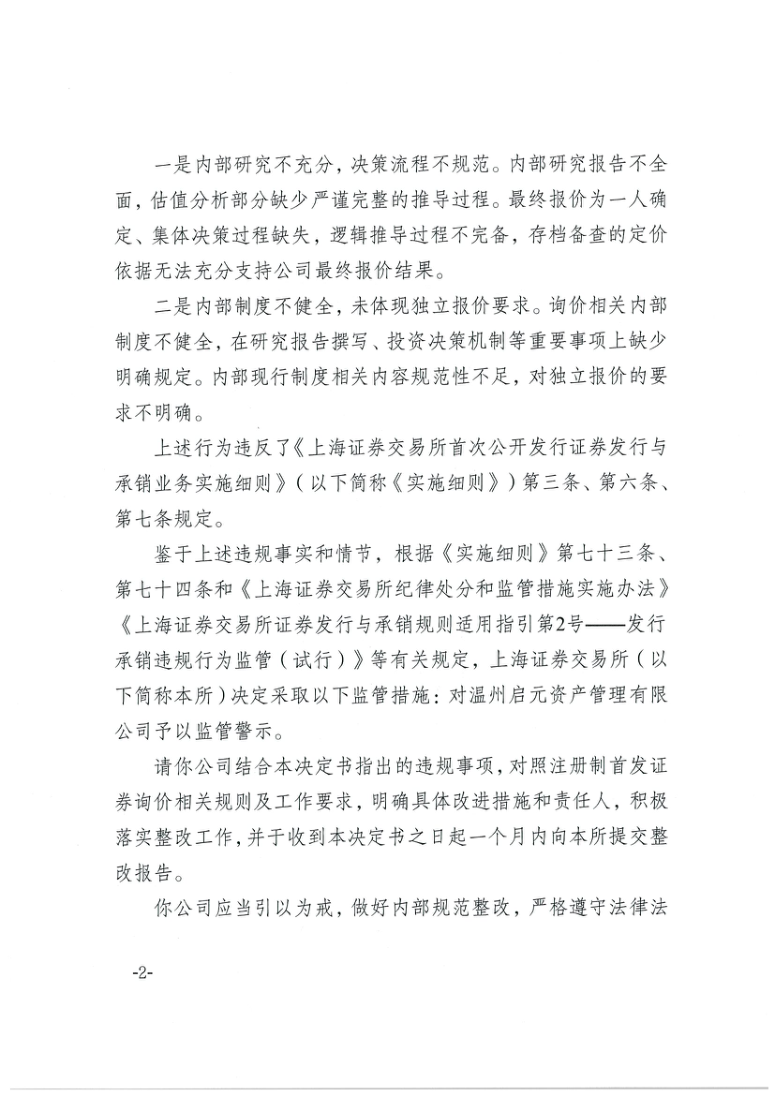 一是内部研究不充分，决策流程不规范。内部研究报告不全
面，估值分析部分缺少严谨完整的推导过程。最终报价为一人确
定、集体决策过程缺失，逻辑推导过程不完备，存档备查的定价
依据无法充分支持公司最终报价结果。
二是内部制度不健全，未体现独立报价要求。询价相关内部
制度不健全，在研究报告撰写、投资决策机制等重要事项上缺少
明确规定。内部现行制度相关内容规范性不足，对独立报价的要
求不明确。
上述行为违反了《上海证券交易所首次公开发行证券发行与
承销业务实施细则》（以下简称《实施细则》）第三条、第六条、
第七条规定。
鉴于上述违规事实和情节，根据《实施细则》第七十三条、
第七十四条和《上海证券交易所纪律处分和监管措施实施办法》
《上海证券交易所证券发行与承销规则适用指引第2号——发行
承销违规行为监管（试行）》等有关规定，上海证券交易所（以
下简称本所）决定采取以下监管措施：对温州启元资产管理有限
公司予以监管警示。
请你公司结合本决定书指出的违规事项，对照注册制首发证
券询价相关规则及工作要求，明确具体改进措施和责任人，积极
落实整改工作，并于收到本决定书之日起一个月内向本所提交整
改报告。
你公司应当引以为戒，做好内部规范整改，严格遵守法律法
-2-